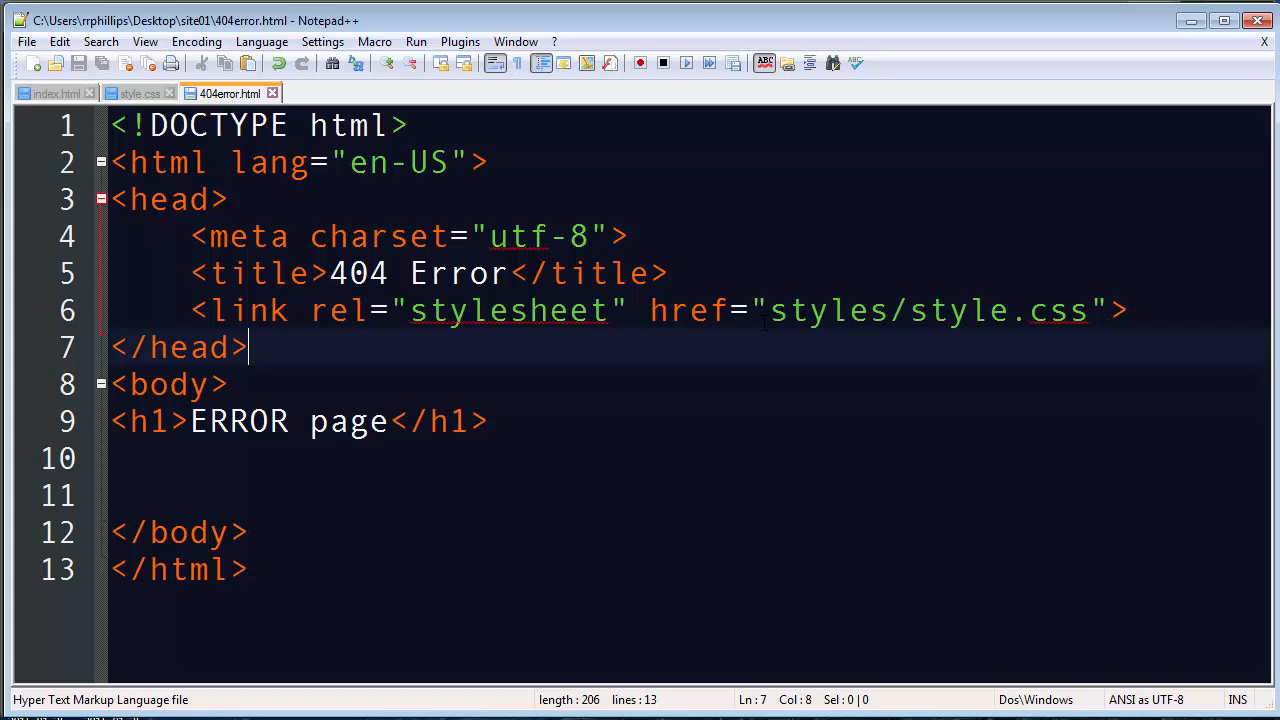 C:\Users\rrphillips\Desktop\site01\404error.html - Notepad++
File Edit Search View Encoding Language Settings Macro Run Plugins Window ? X
index.html style.css 404error.html
1 <!DOCTYPE html>
2 <html lang="en-US">
3 <head>
4 <meta charset="utf-8">
5 <title>404 Error</title>
6 <link rel="stylesheet" href="styles/style.css">
7 </head>
8 <body>
9 <h1>ERROR page</h1>
10
11
12 </body>
13 </html>
Hyper Text Markup Language file length : 206 lines : 13 Ln : 7 Col : 8 Sel : 0 | 0 Dos\Windows ANSI as UTF-8 INS